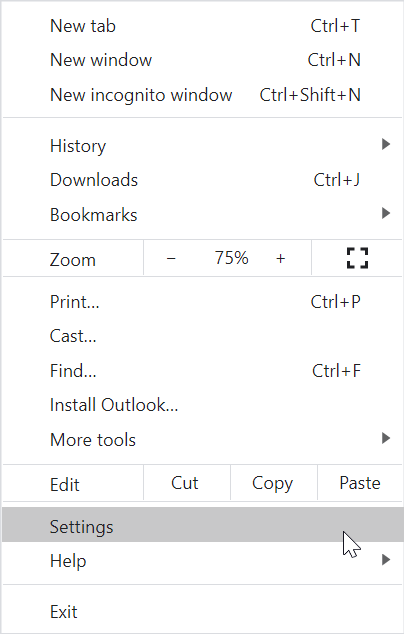 New tab Ctrl+T
New window Ctrl+N
New incognito window Ctrl+Shift+N
History
Downloads Ctrl+J
Bookmarks
Zoom − 75% +
Print... Ctrl+P
Cast...
Find... Ctrl+F
Install Outlook...
More tools
Edit Cut Copy Paste
Settings
Help
Exit